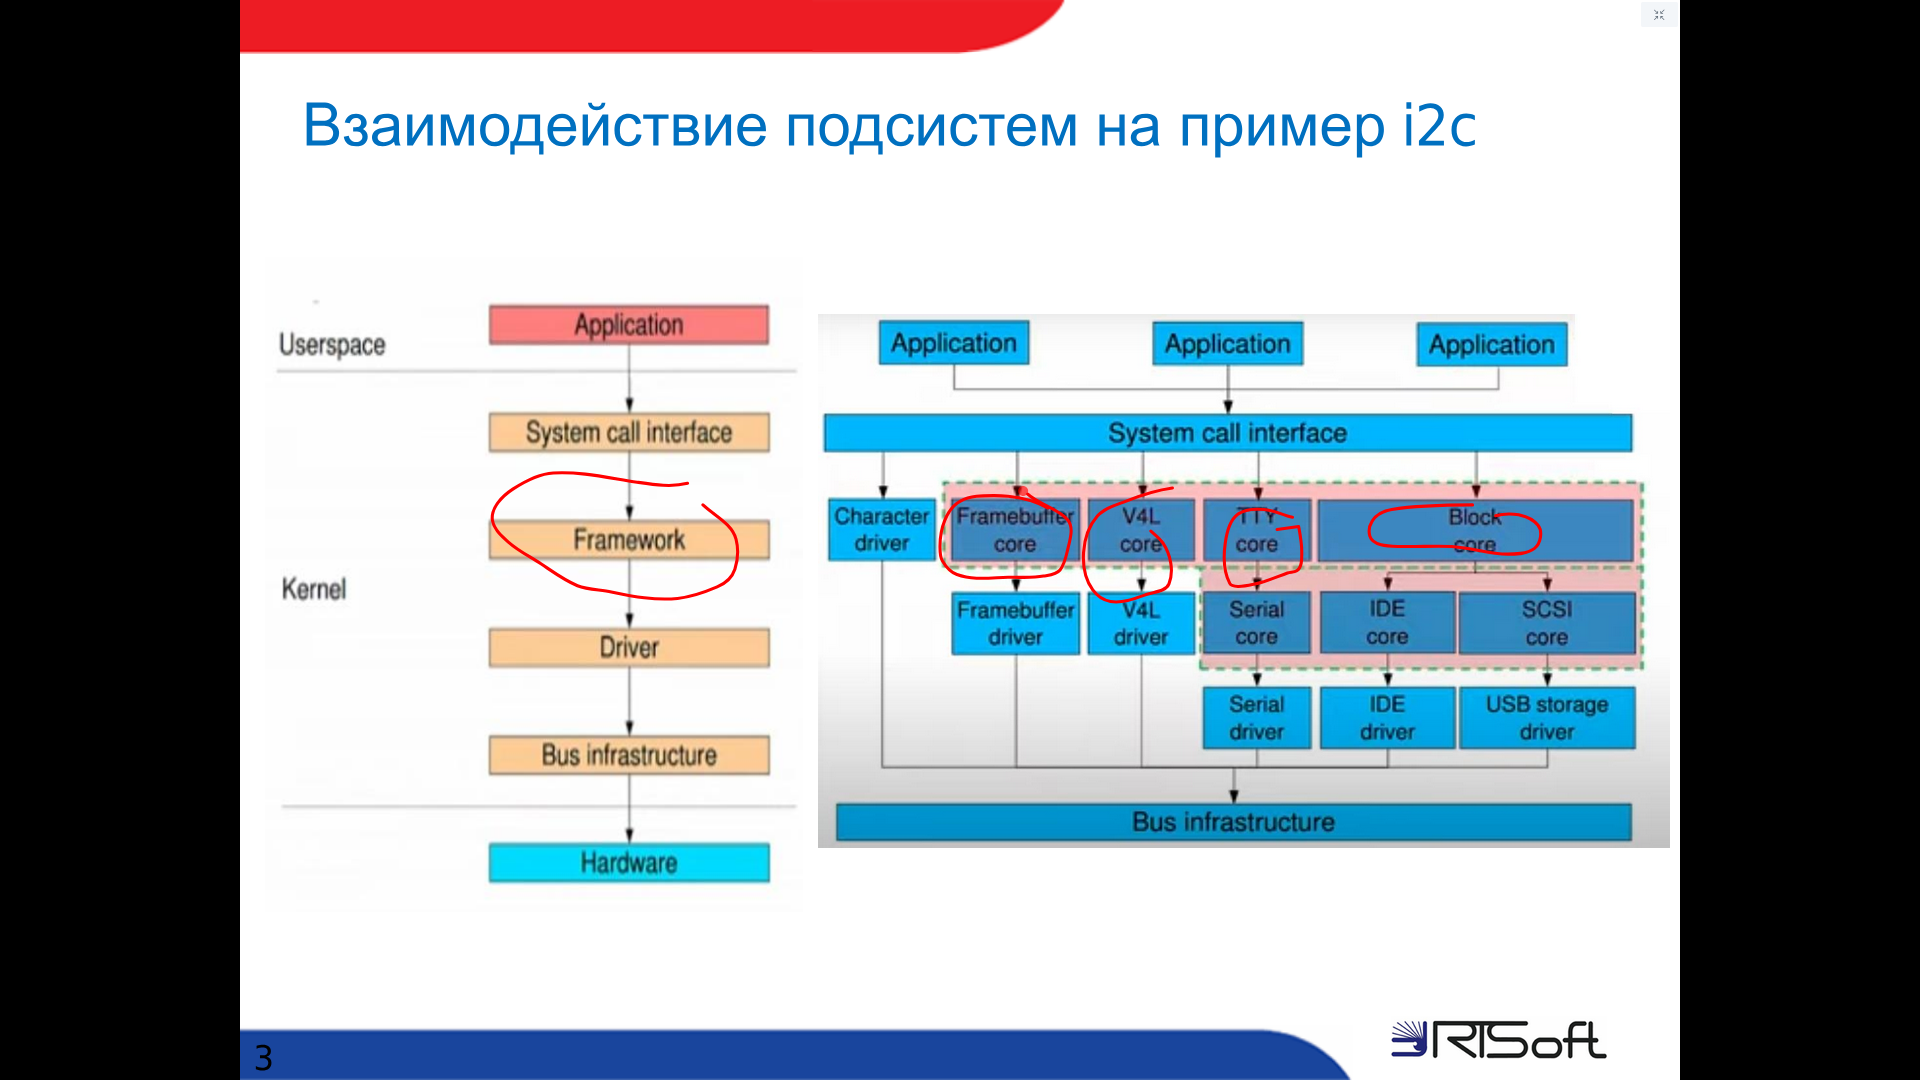 Взаимодействие подсистем на пример i2c
Userspace
Application
System call interface
Framework
Kernel
Driver
Bus infrastructure
Hardware
Application Application Application
System call interface
Character driver
Framebuffer core
V4L core
TTY core
Block core
Framebuffer driver
V4L driver
Serial core
IDE core
SCSI core
Serial driver
IDE driver
USB storage driver
Bus infrastructure
3
RTSoft